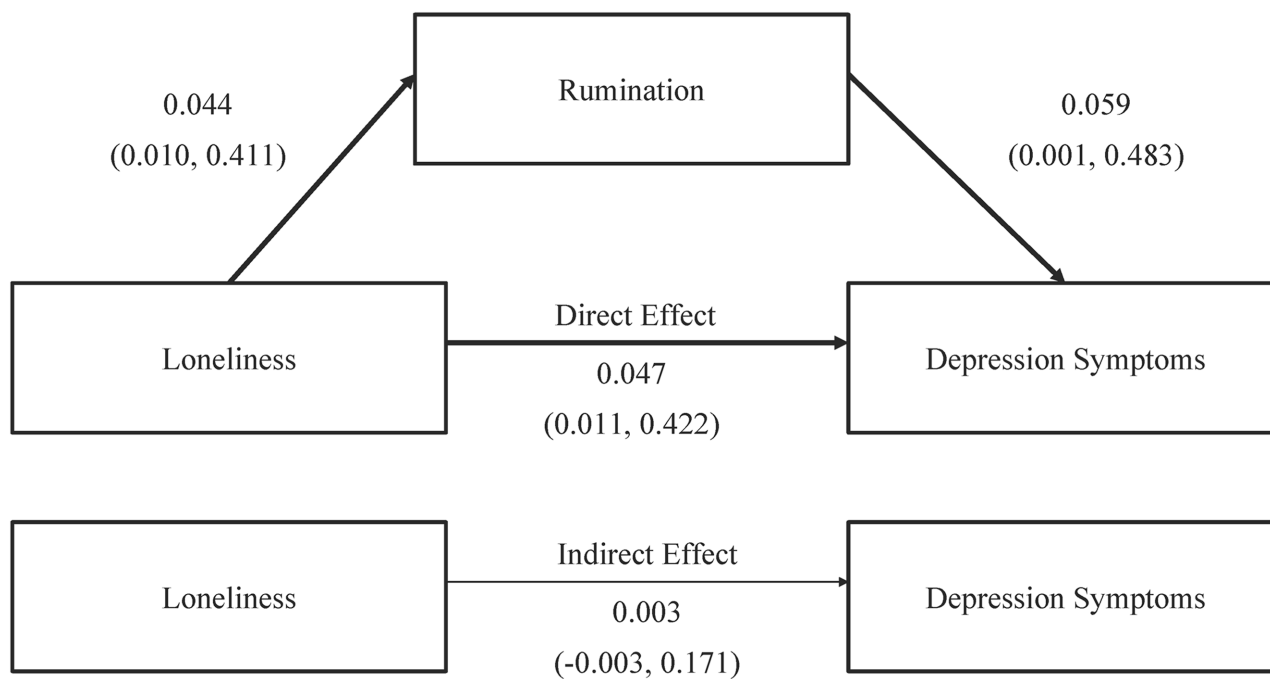 Rumination
0.044
(0.010, 0.411)
0.059
(0.001, 0.483)
Loneliness
Direct Effect
0.047
(0.011, 0.422)
Depression Symptoms
Loneliness
Indirect Effect
0.003
(-0.003, 0.171)
Depression Symptoms